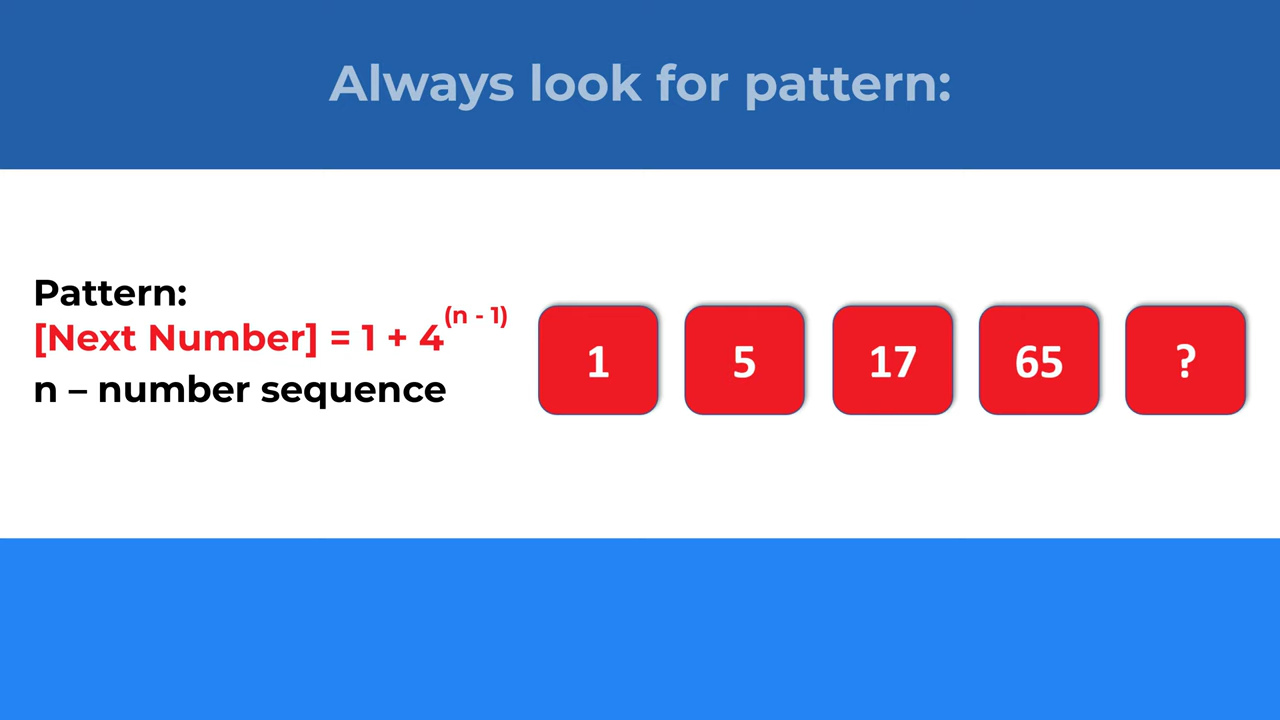 Always look for pattern:
Pattern:
[Next Number] = 1 + 4^(n - 1)
n – number sequence
1 5 17 65 ?